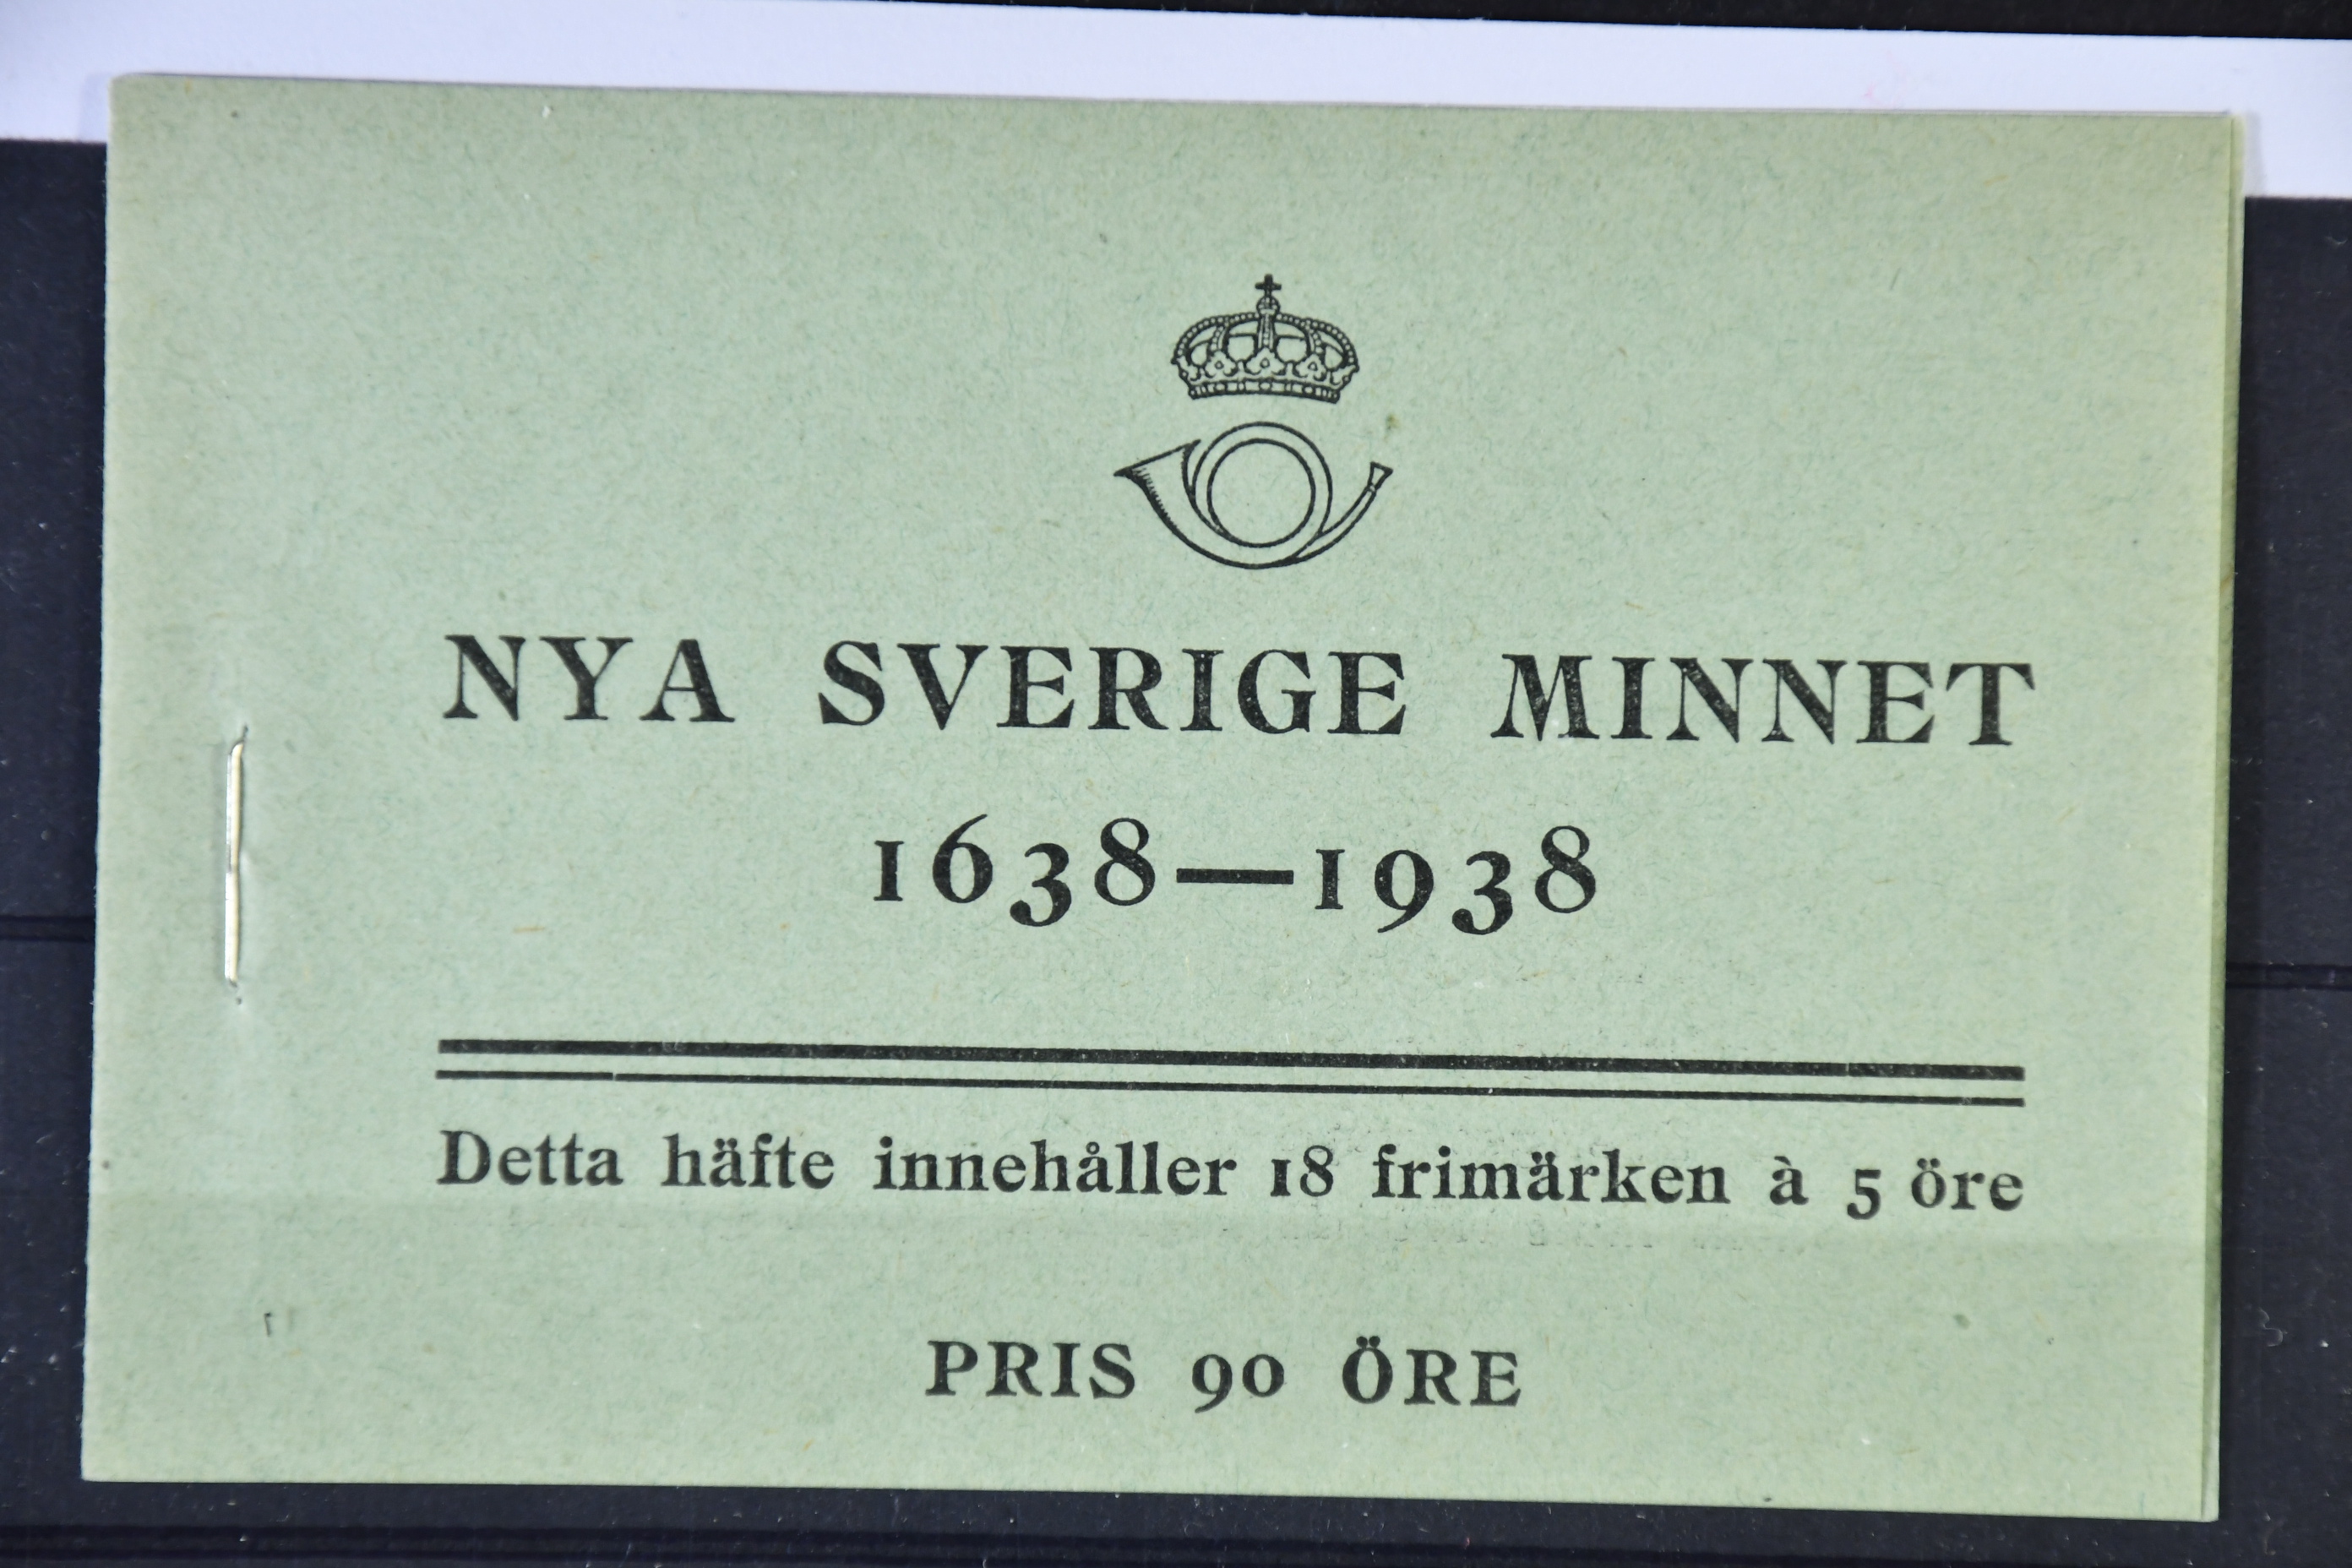 NYA SVERIGE MINNET
1638—1938
Detta häfte innehåller 18 frimärken à 5 öre
PRIS 90 ÖRE